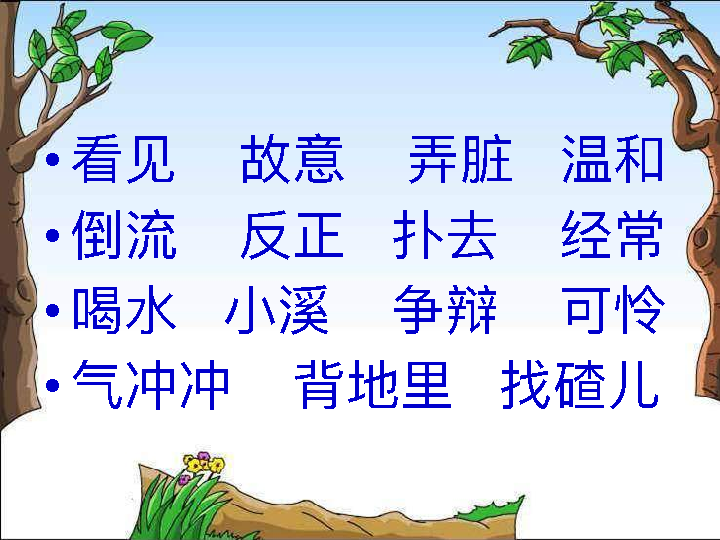 • 看见 故意 弄脏 温和
• 倒流 反正 扑去 经常
• 喝水 小溪 争辩 可怜
• 气冲冲 背地里 找碴儿